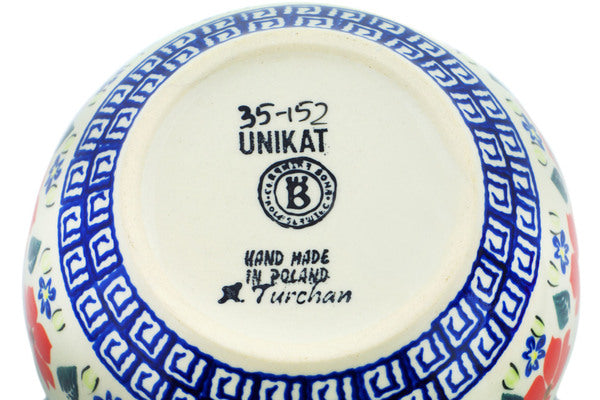 35-152
UNIKAT
B
HAND MADE
IN POLAND
Turchan